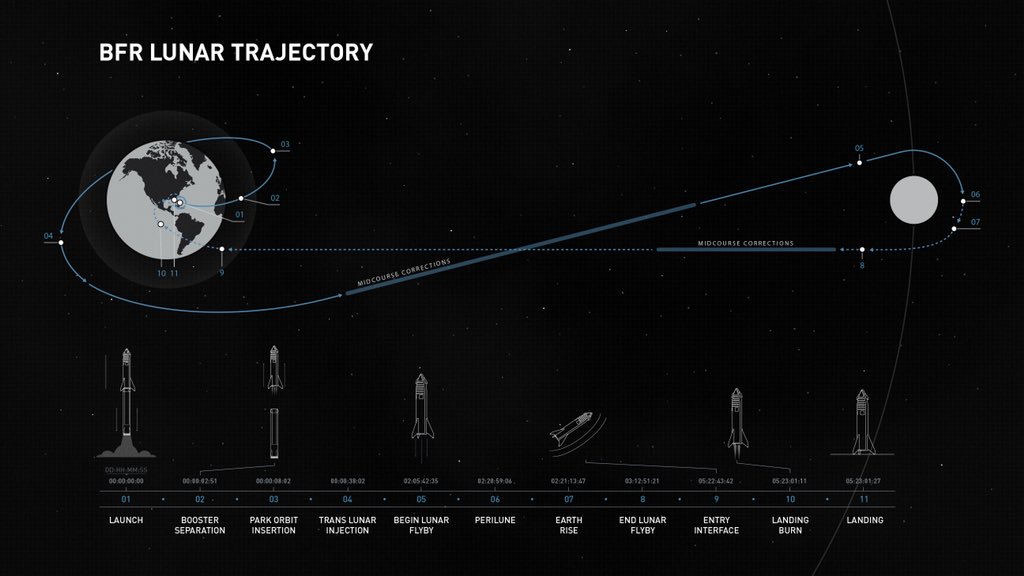 BFR LUNAR TRAJECTORY
03
05
02
06
01
07
04
MIDCOURSE CORRECTIONS
8
MIDCOURSE CORRECTIONS
10 11
9
DD:HH:MM:SS
00:00:00:00 00:00:02:51 00:00:08:02 00:00:38:02 02:05:42:35 02:20:59:06 02:21:13:47 03:12:51:21 05:22:43:42 05:23:01:11 05:23:01:27
01 02 03 04 05 06 07 8 9 10 11
LAUNCH BOOSTER PARK ORBIT TRANS LUNAR BEGIN LUNAR PERILUNE EARTH END LUNAR ENTRY LANDING LANDING
SEPARATION INSERTION INJECTION FLYBY RISE FLYBY INTERFACE BURN